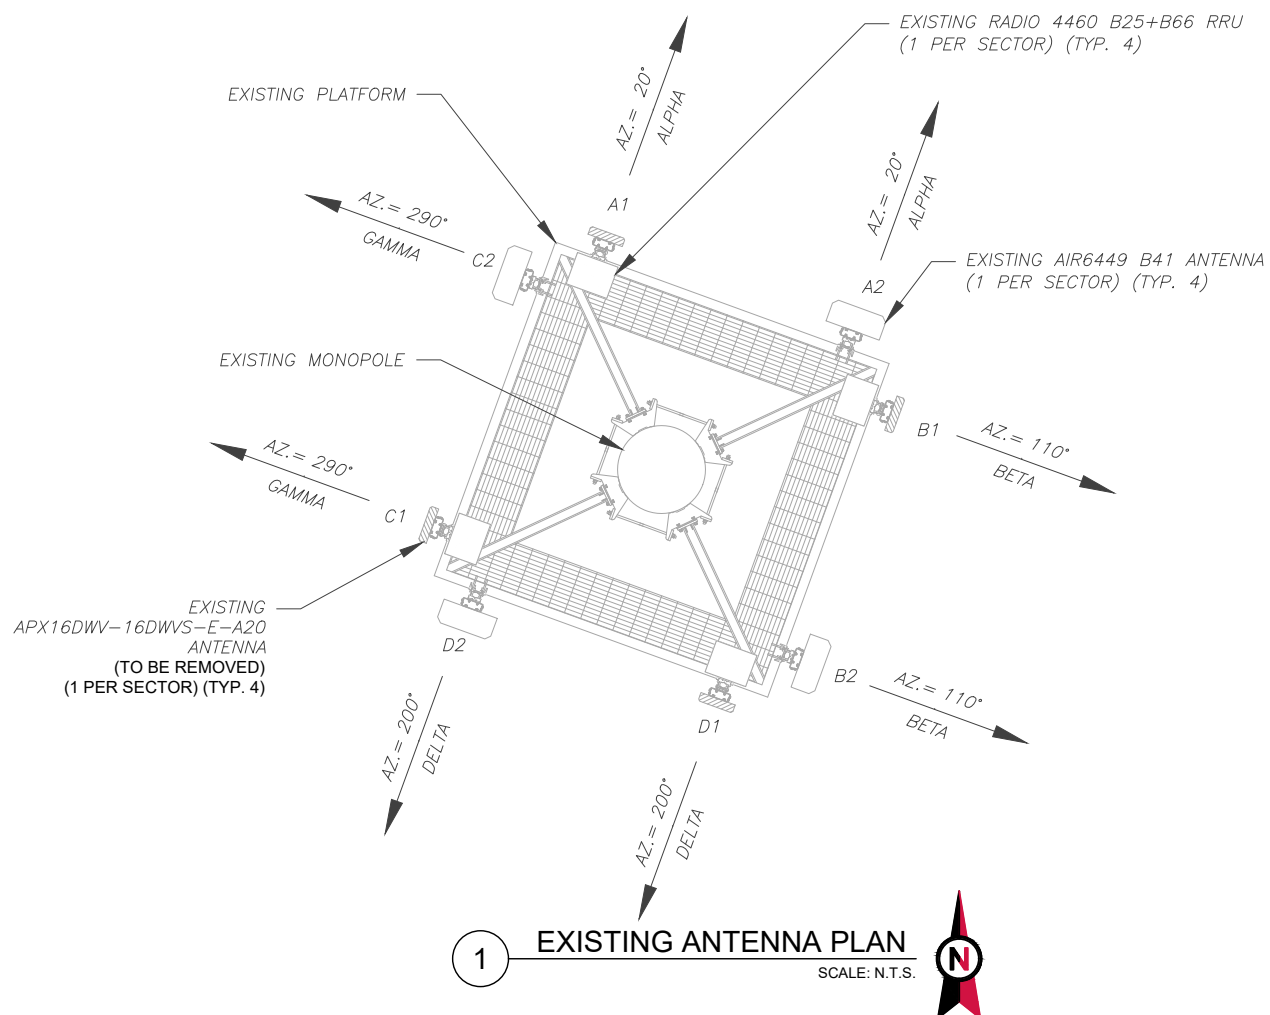 EXISTING RADIO 4460 B25+B66 RRU
(1 PER SECTOR) (TYP. 4)
EXISTING PLATFORM
AZ.= 20°
ALPHA
AZ.= 20°
ALPHA
AZ.= 290°
GAMMA
A1
C2
EXISTING AIR6449 B41 ANTENNA
(1 PER SECTOR) (TYP. 4)
A2
EXISTING MONOPOLE
B1
AZ.= 110°
BETA
AZ.= 290°
GAMMA
C1
EXISTING
APX16DWV-16DWVS-E-A20
ANTENNA
(TO BE REMOVED)
(1 PER SECTOR) (TYP. 4)
D2
B2
AZ.= 110°
BETA
D1
AZ.= 200°
DELTA
AZ.= 200°
DELTA
1
EXISTING ANTENNA PLAN
SCALE: N.T.S.
N